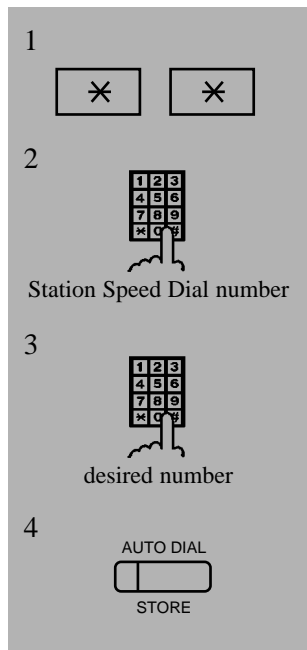 1
* *
2
1 2 3
4 5 6
7 8 9
* 0 #
Station Speed Dial number
3
1 2 3
4 5 6
7 8 9
* 0 #
desired number
4
AUTO DIAL
STORE